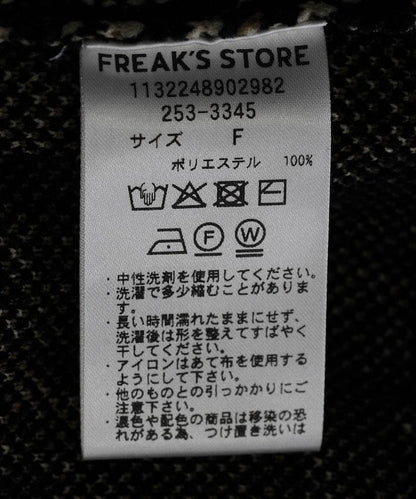 FREAK'S STORE
1132248902982
253-3345
サイズ F
ポリエステル 100%
F W
・中性洗剤を使用してください。
・洗濯で多少縮むことがありま
す。
・長い時間濡れたままにせず、
洗濯後は形を整えてすばやく
干してください。
・アイロンはあて布を使用する
ようにして下さい。
・他のものとの引っかかりにご
注意下さい。
・濃色や配色の商品は移染の恐
れがある為、つけ置き洗いは